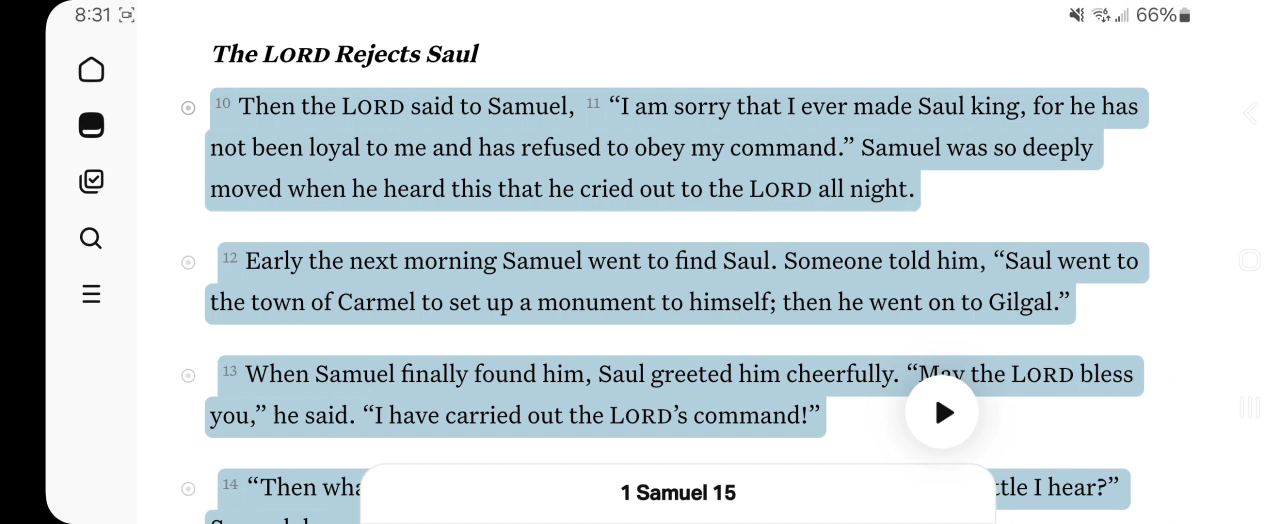 8:31
66%
The LORD Rejects Saul
10 Then the LORD said to Samuel, 11 “I am sorry that I ever made Saul king, for he has
not been loyal to me and has refused to obey my command.” Samuel was so deeply
moved when he heard this that he cried out to the LORD all night.
12 Early the next morning Samuel went to find Saul. Someone told him, “Saul went to
the town of Carmel to set up a monument to himself; then he went on to Gilgal.”
13 When Samuel finally found him, Saul greeted him cheerfully. “May the LORD bless
you,” he said. “I have carried out the LORD’s command!”
14 “Then I hear?”
1 Samuel 15